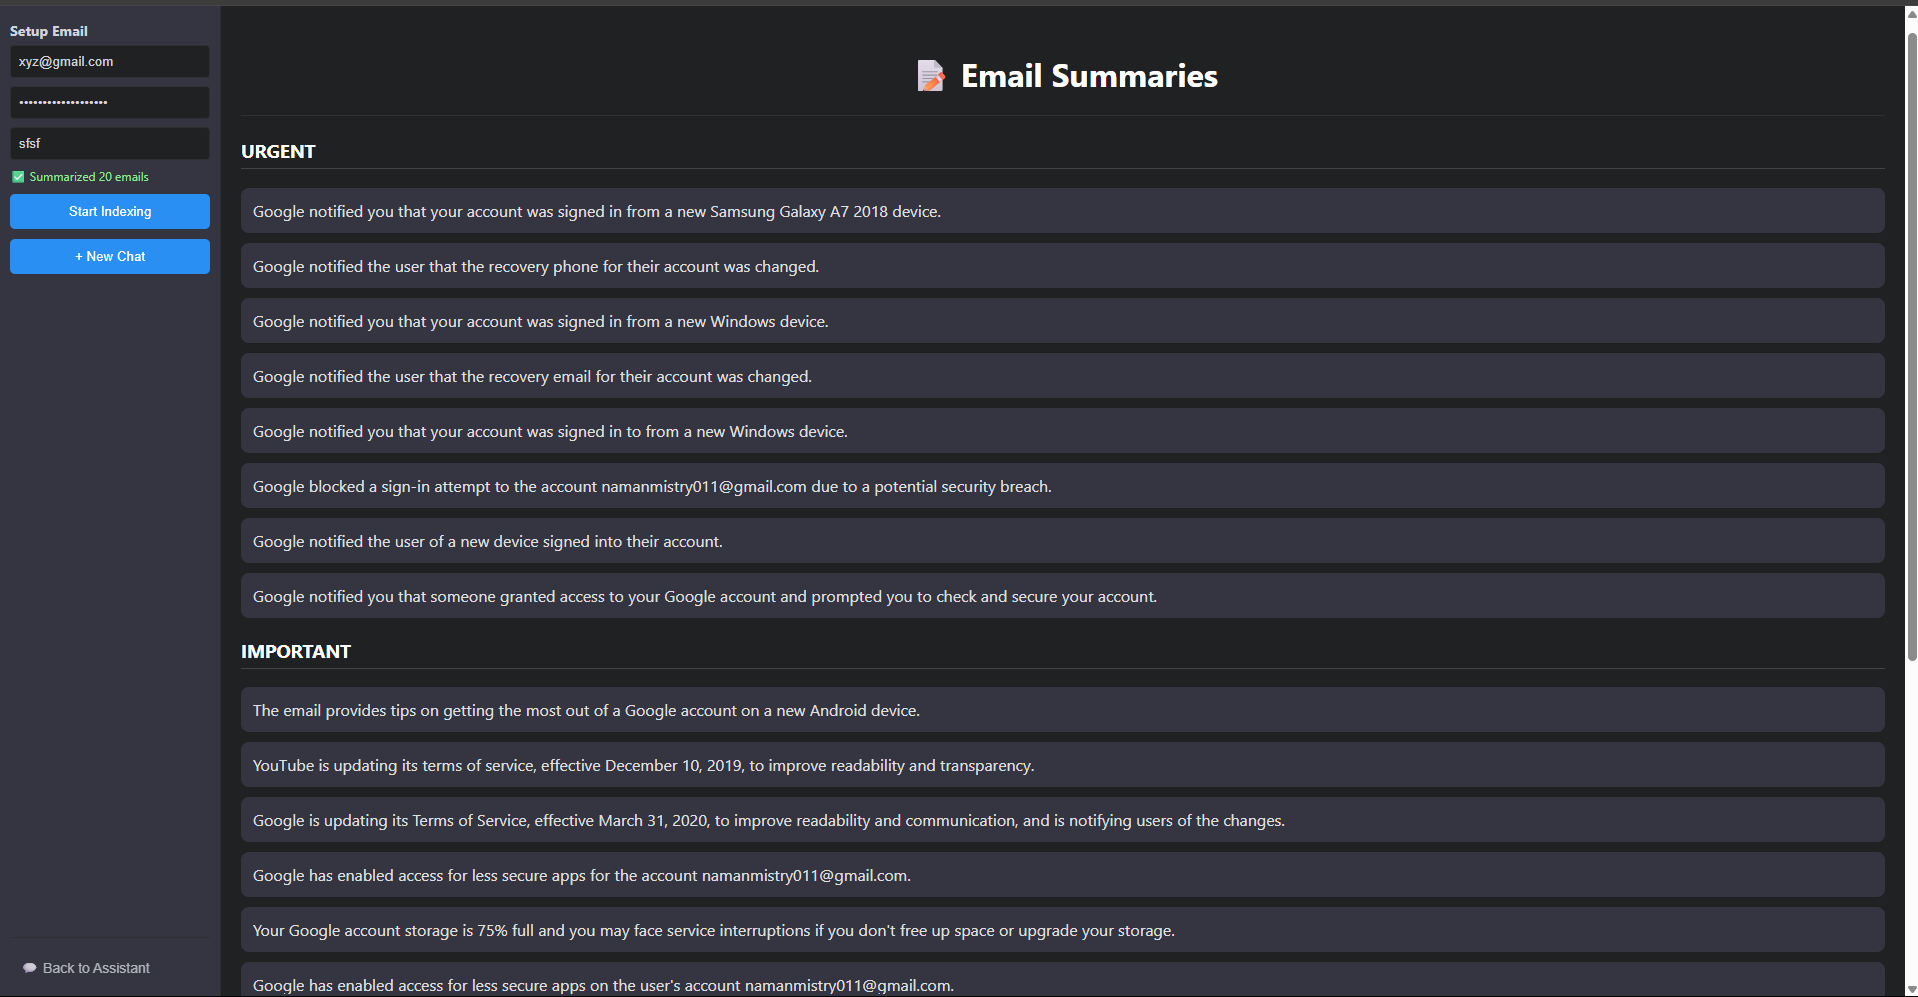 Setup Email
xyz@gmail.com
•••••••••••••••••••
sfsf
✅ Summarized 20 emails
Start Indexing
+ New Chat
💬 Back to Assistant
📝 Email Summaries
URGENT
Google notified you that your account was signed in from a new Samsung Galaxy A7 2018 device.
Google notified the user that the recovery phone for their account was changed.
Google notified you that your account was signed in from a new Windows device.
Google notified the user that the recovery email for their account was changed.
Google notified you that your account was signed in to from a new Windows device.
Google blocked a sign-in attempt to the account namanmistry011@gmail.com due to a potential security breach.
Google notified the user of a new device signed into their account.
Google notified you that someone granted access to your Google account and prompted you to check and secure your account.
IMPORTANT
The email provides tips on getting the most out of a Google account on a new Android device.
YouTube is updating its terms of service, effective December 10, 2019, to improve readability and transparency.
Google is updating its Terms of Service, effective March 31, 2020, to improve readability and communication, and is notifying users of the changes.
Google has enabled access for less secure apps for the account namanmistry011@gmail.com.
Your Google account storage is 75% full and you may face service interruptions if you don't free up space or upgrade your storage.
Google has enabled access for less secure apps on the user's account namanmistry011@gmail.com.